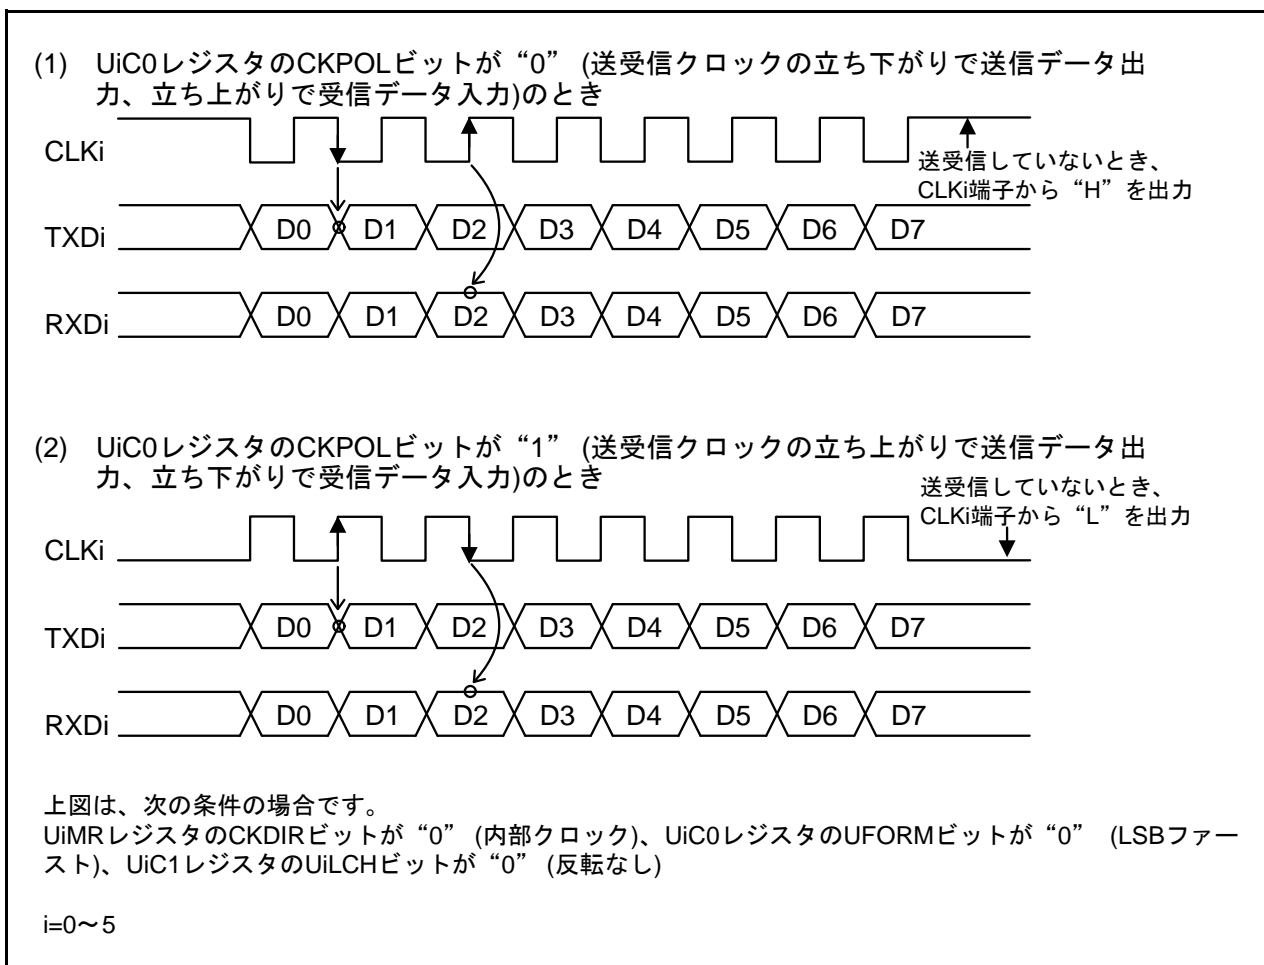 (1) UiC0レジスタのCKPOLビットが“0” (送受信クロックの立ち下がりで送信データ出
力、立ち上がりで受信データ入力)のとき
CLKi
送受信していないとき、
CLKi端子から“H”を出力
TXDi D0 D1 D2 D3 D4 D5 D6 D7
RXDi D0 D1 D2 D3 D4 D5 D6 D7
(2) UiC0レジスタのCKPOLビットが“1” (送受信クロックの立ち上がりで送信データ出
力、立ち下がりで受信データ入力)のとき
送受信していないとき、
CLKi端子から“L”を出力
CLKi
TXDi D0 D1 D2 D3 D4 D5 D6 D7
RXDi D0 D1 D2 D3 D4 D5 D6 D7
上図は、次の条件の場合です。
UiMRレジスタのCKDIRビットが“0” (内部クロック)、UiC0レジスタのUFORMビットが“0” (LSBファー
スト)、UiC1レジスタのUiLCHビットが“0” (反転なし)
i=0〜5